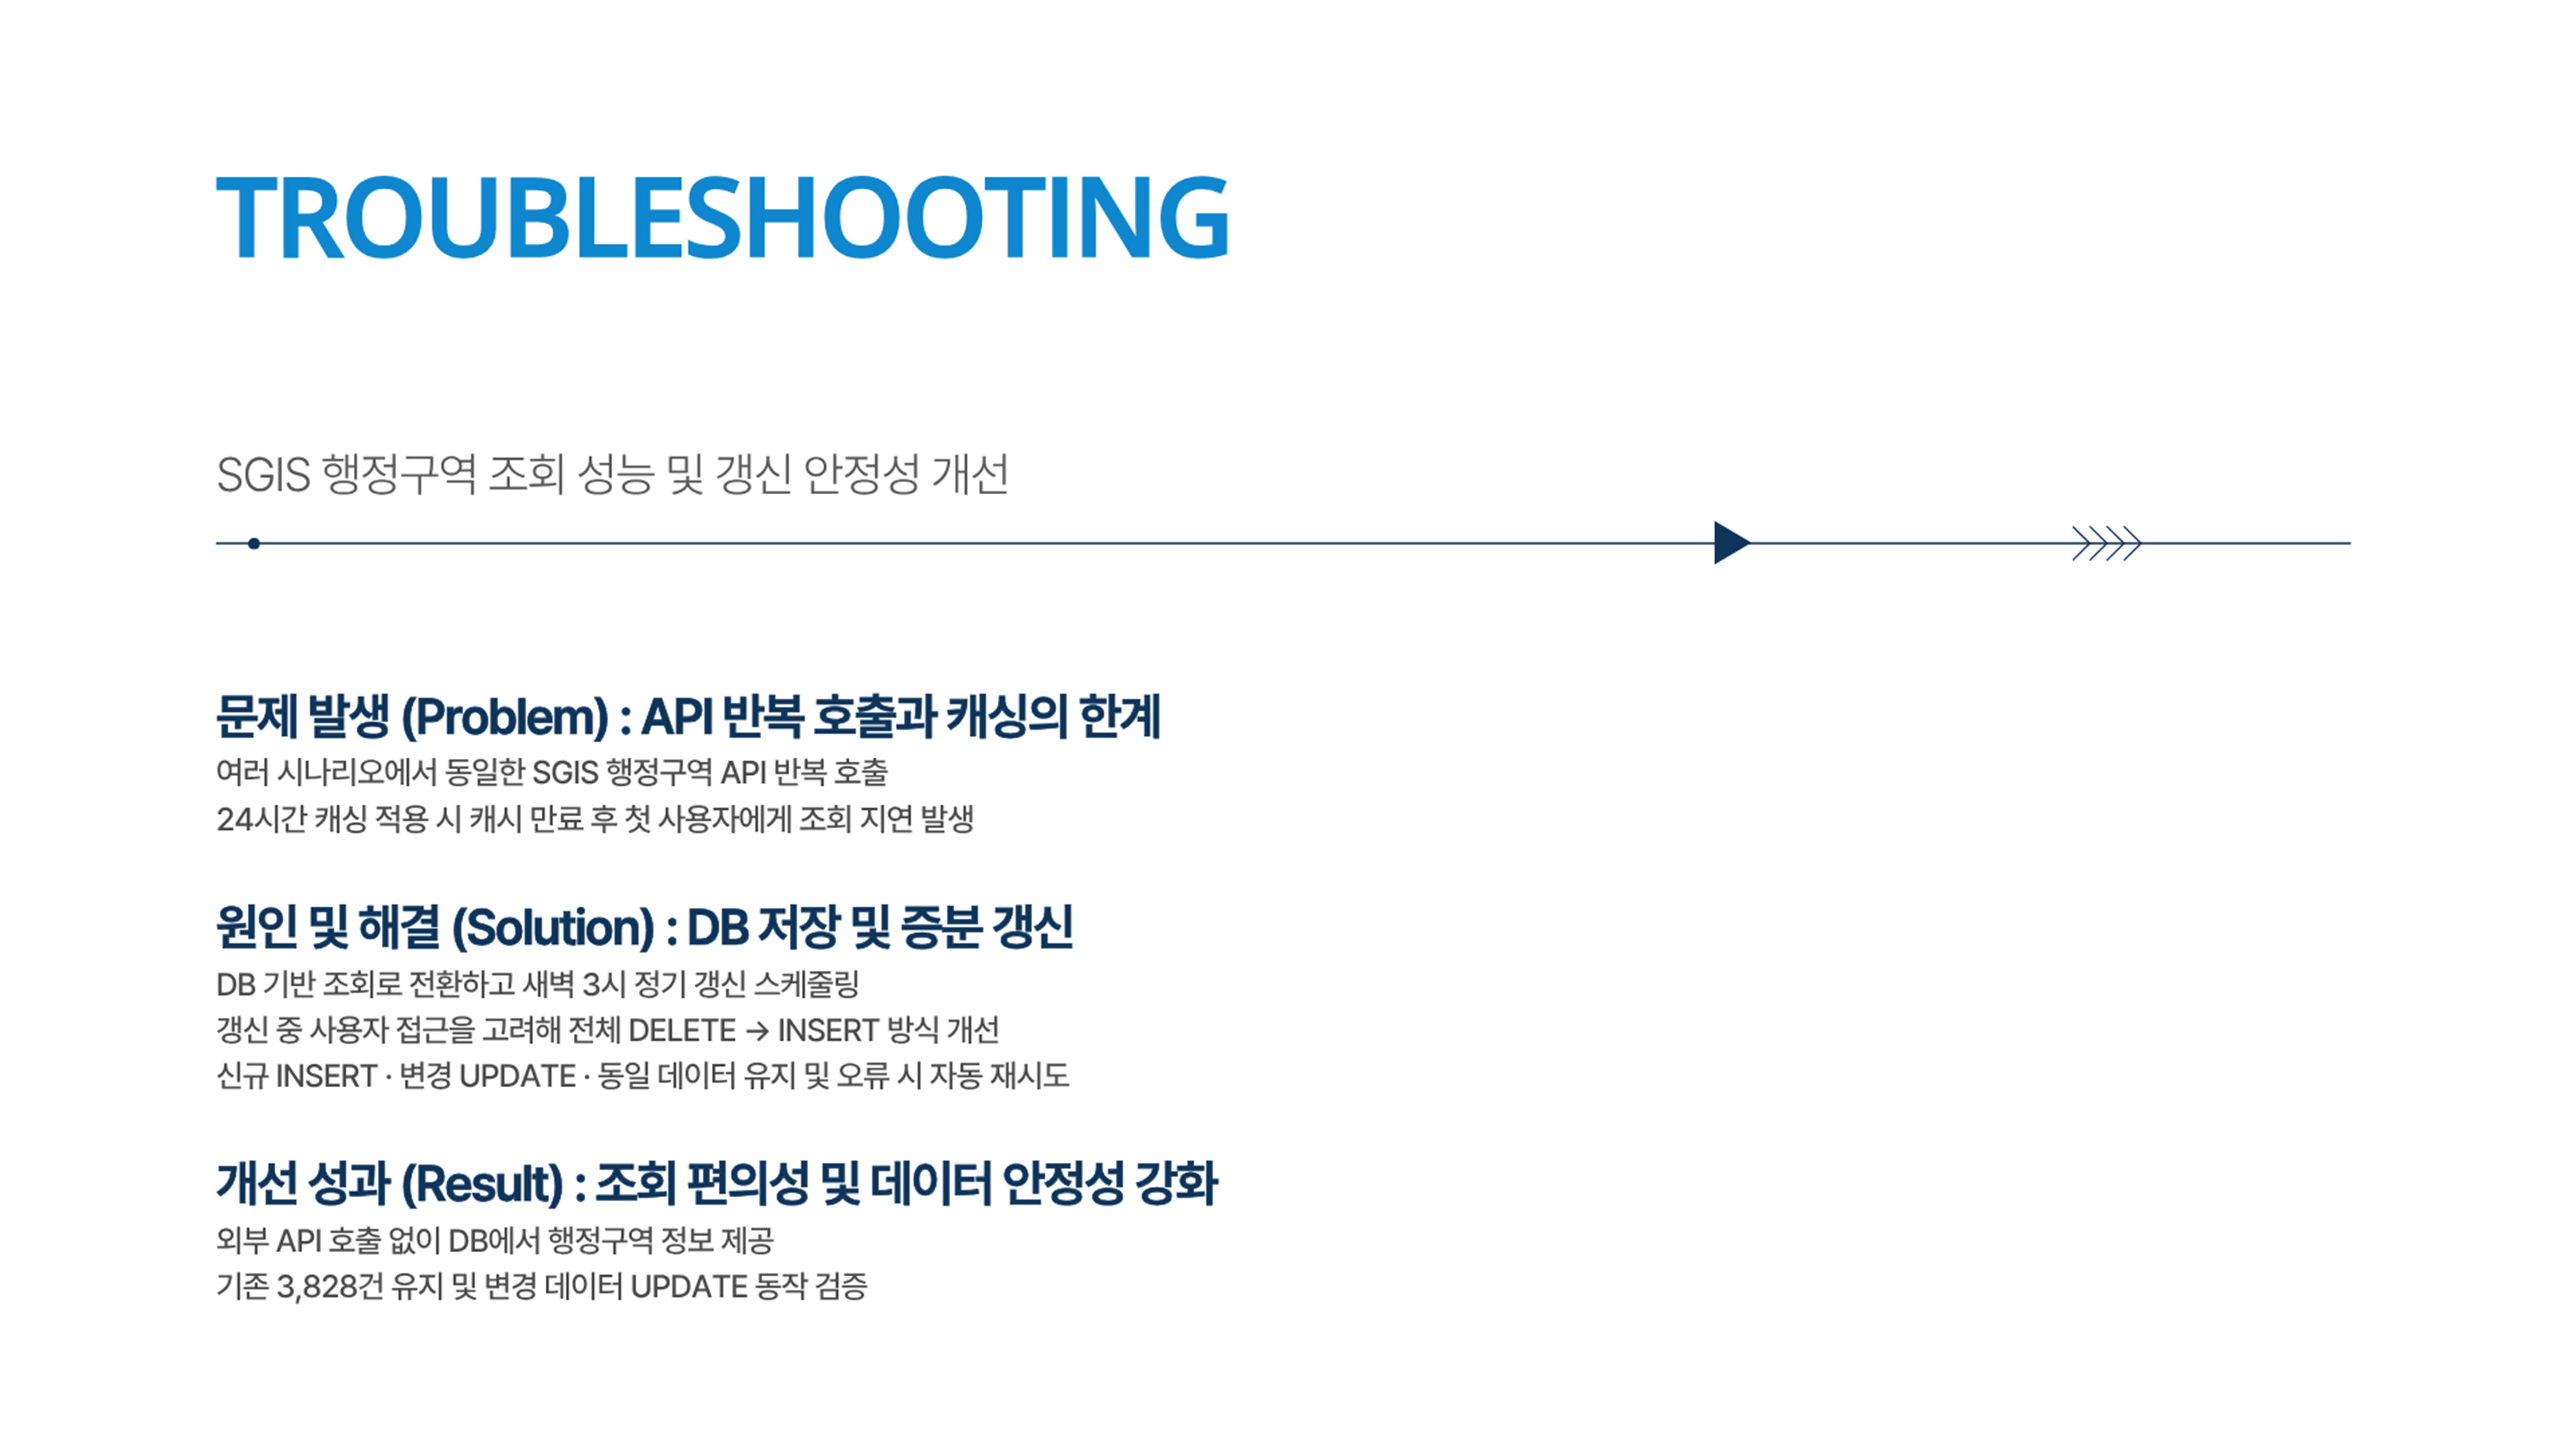 TROUBLESHOOTING
SGIS 행정구역 조회 성능 및 갱신 안정성 개선
문제 발생 (Problem) : API 반복 호출과 캐싱의 한계
여러 시나리오에서 동일한 SGIS 행정구역 API 반복 호출
24시간 캐싱 적용 시 캐시 만료 후 첫 사용자에게 조회 지연 발생
원인 및 해결 (Solution) : DB 저장 및 증분 갱신
DB 기반 조회로 전환하고 새벽 3시 정기 갱신 스케줄링
갱신 중 사용자 접근을 고려해 전체 DELETE → INSERT 방식 개선
신규 INSERT · 변경 UPDATE · 동일 데이터 유지 및 오류 시 자동 재시도
개선 성과 (Result) : 조회 편의성 및 데이터 안정성 강화
외부 API 호출 없이 DB에서 행정구역 정보 제공
기존 3,828건 유지 및 변경 데이터 UPDATE 동작 검증